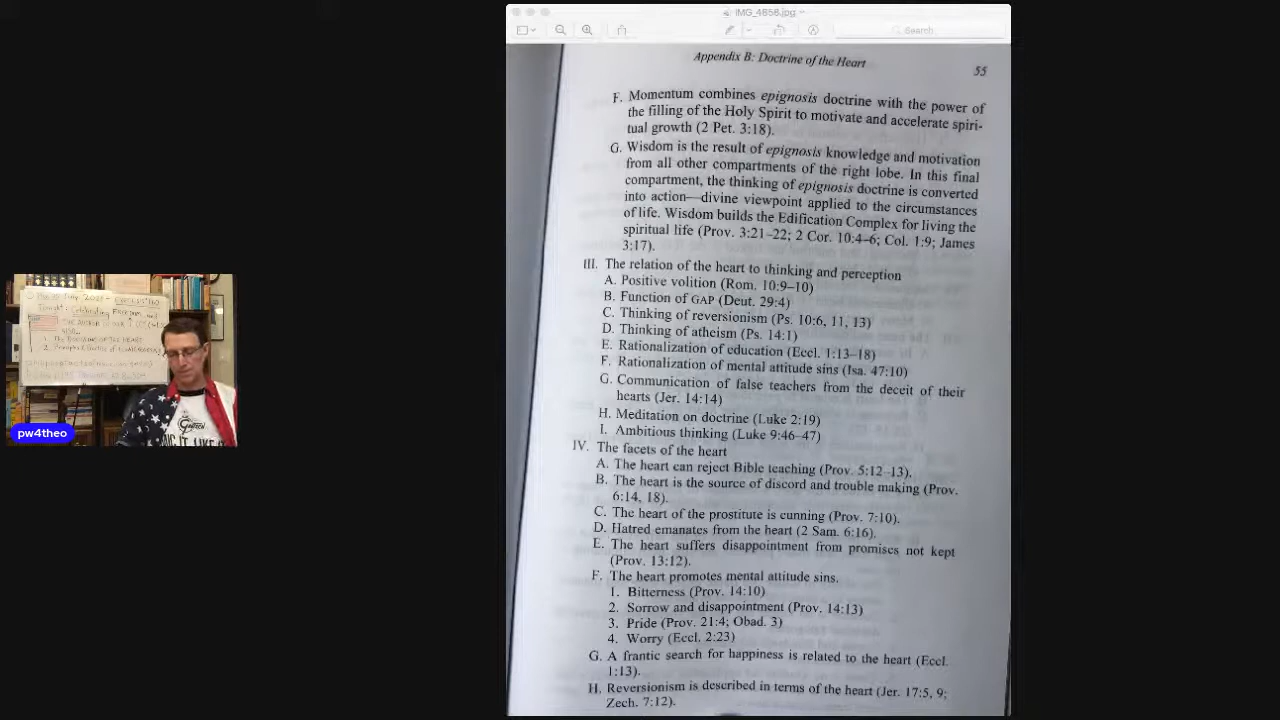 IMG_4858.jpg
Search
Appendix B: Doctrine of the Heart
55
F. Momentum combines epignosis doctrine with the power of
the filling of the Holy Spirit to motivate and accelerate spiri-
tual growth (2 Pet. 3:18).
G. Wisdom is the result of epignosis knowledge and motivation
from all other compartments of the right lobe. In this final
compartment, the thinking of epignosis doctrine is converted
into action—divine viewpoint applied to the circumstances
of life. Wisdom builds the Edification Complex for living the
spiritual life (Prov. 3:21–22; 2 Cor. 10:4–6; Col. 1:9; James
3:17).
III. The relation of the heart to thinking and perception
A. Positive volition (Rom. 10:9–10)
B. Function of GAP (Deut. 29:4)
C. Thinking of reversionism (Ps. 10:6, 11, 13)
D. Thinking of atheism (Ps. 14:1)
E. Rationalization of education (Eccl. 1:13–18)
F. Rationalization of mental attitude sins (Isa. 47:10)
G. Communication of false teachers from the deceit of their
hearts (Jer. 14:14)
H. Meditation on doctrine (Luke 2:19)
I. Ambitious thinking (Luke 9:46–47)
IV. The facets of the heart
A. The heart can reject Bible teaching (Prov. 5:12–13).
B. The heart is the source of discord and trouble making (Prov.
6:14, 18).
C. The heart of the prostitute is cunning (Prov. 7:10).
D. Hatred emanates from the heart (2 Sam. 6:16).
E. The heart suffers disappointment from promises not kept
(Prov. 13:12).
F. The heart promotes mental attitude sins.
1. Bitterness (Prov. 14:10)
2. Sorrow and disappointment (Prov. 14:13)
3. Pride (Prov. 21:4; Obad. 3)
4. Worry (Eccl. 2:23)
G. A frantic search for happiness is related to the heart (Eccl.
1:13).
H. Reversionism is described in terms of the heart (Jer. 17:5, 9;
Zech. 7:12).
pw4theo